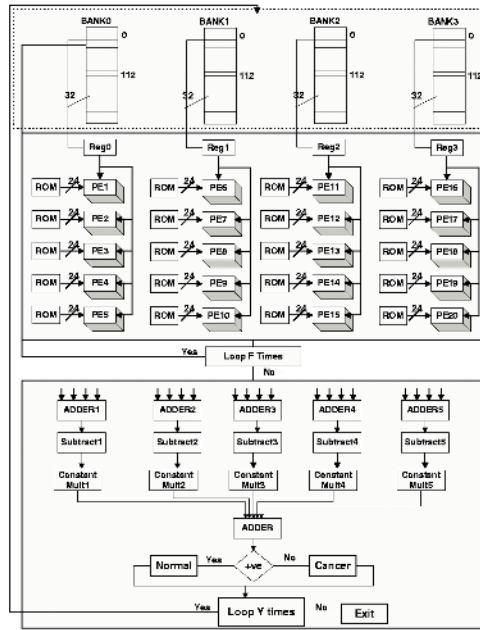 BANK0 BANK1 BANK2 BANK3
0 0 0 0
112 112 112 112
32 32 32 32
Reg0 Reg1 Reg2 Reg3
ROM 24 PE1 ROM 24 PE6 ROM 24 PE11 ROM 24 PE16
ROM 24 PE2 ROM 24 PE7 ROM 24 PE12 ROM 24 PE17
ROM 24 PE3 ROM 24 PE8 ROM 24 PE13 ROM 24 PE18
ROM 24 PE4 ROM 24 PE9 ROM 24 PE14 ROM 24 PE19
ROM 24 PE5 ROM 24 PE10 ROM 24 PE15 ROM 24 PE20
Yes Loop F Times
No
ADDER1 ADDER2 ADDER3 ADDER4 ADDER5
Subtract1 Subtract2 Subtract3 Subtract4 Subtract5
Constant Constant Constant Constant Constant
Mult1 Mult2 Mult3 Mult4 Mult5
ADDER
Normal Yes +ve No Cancer
Yes Loop Y times No Exit